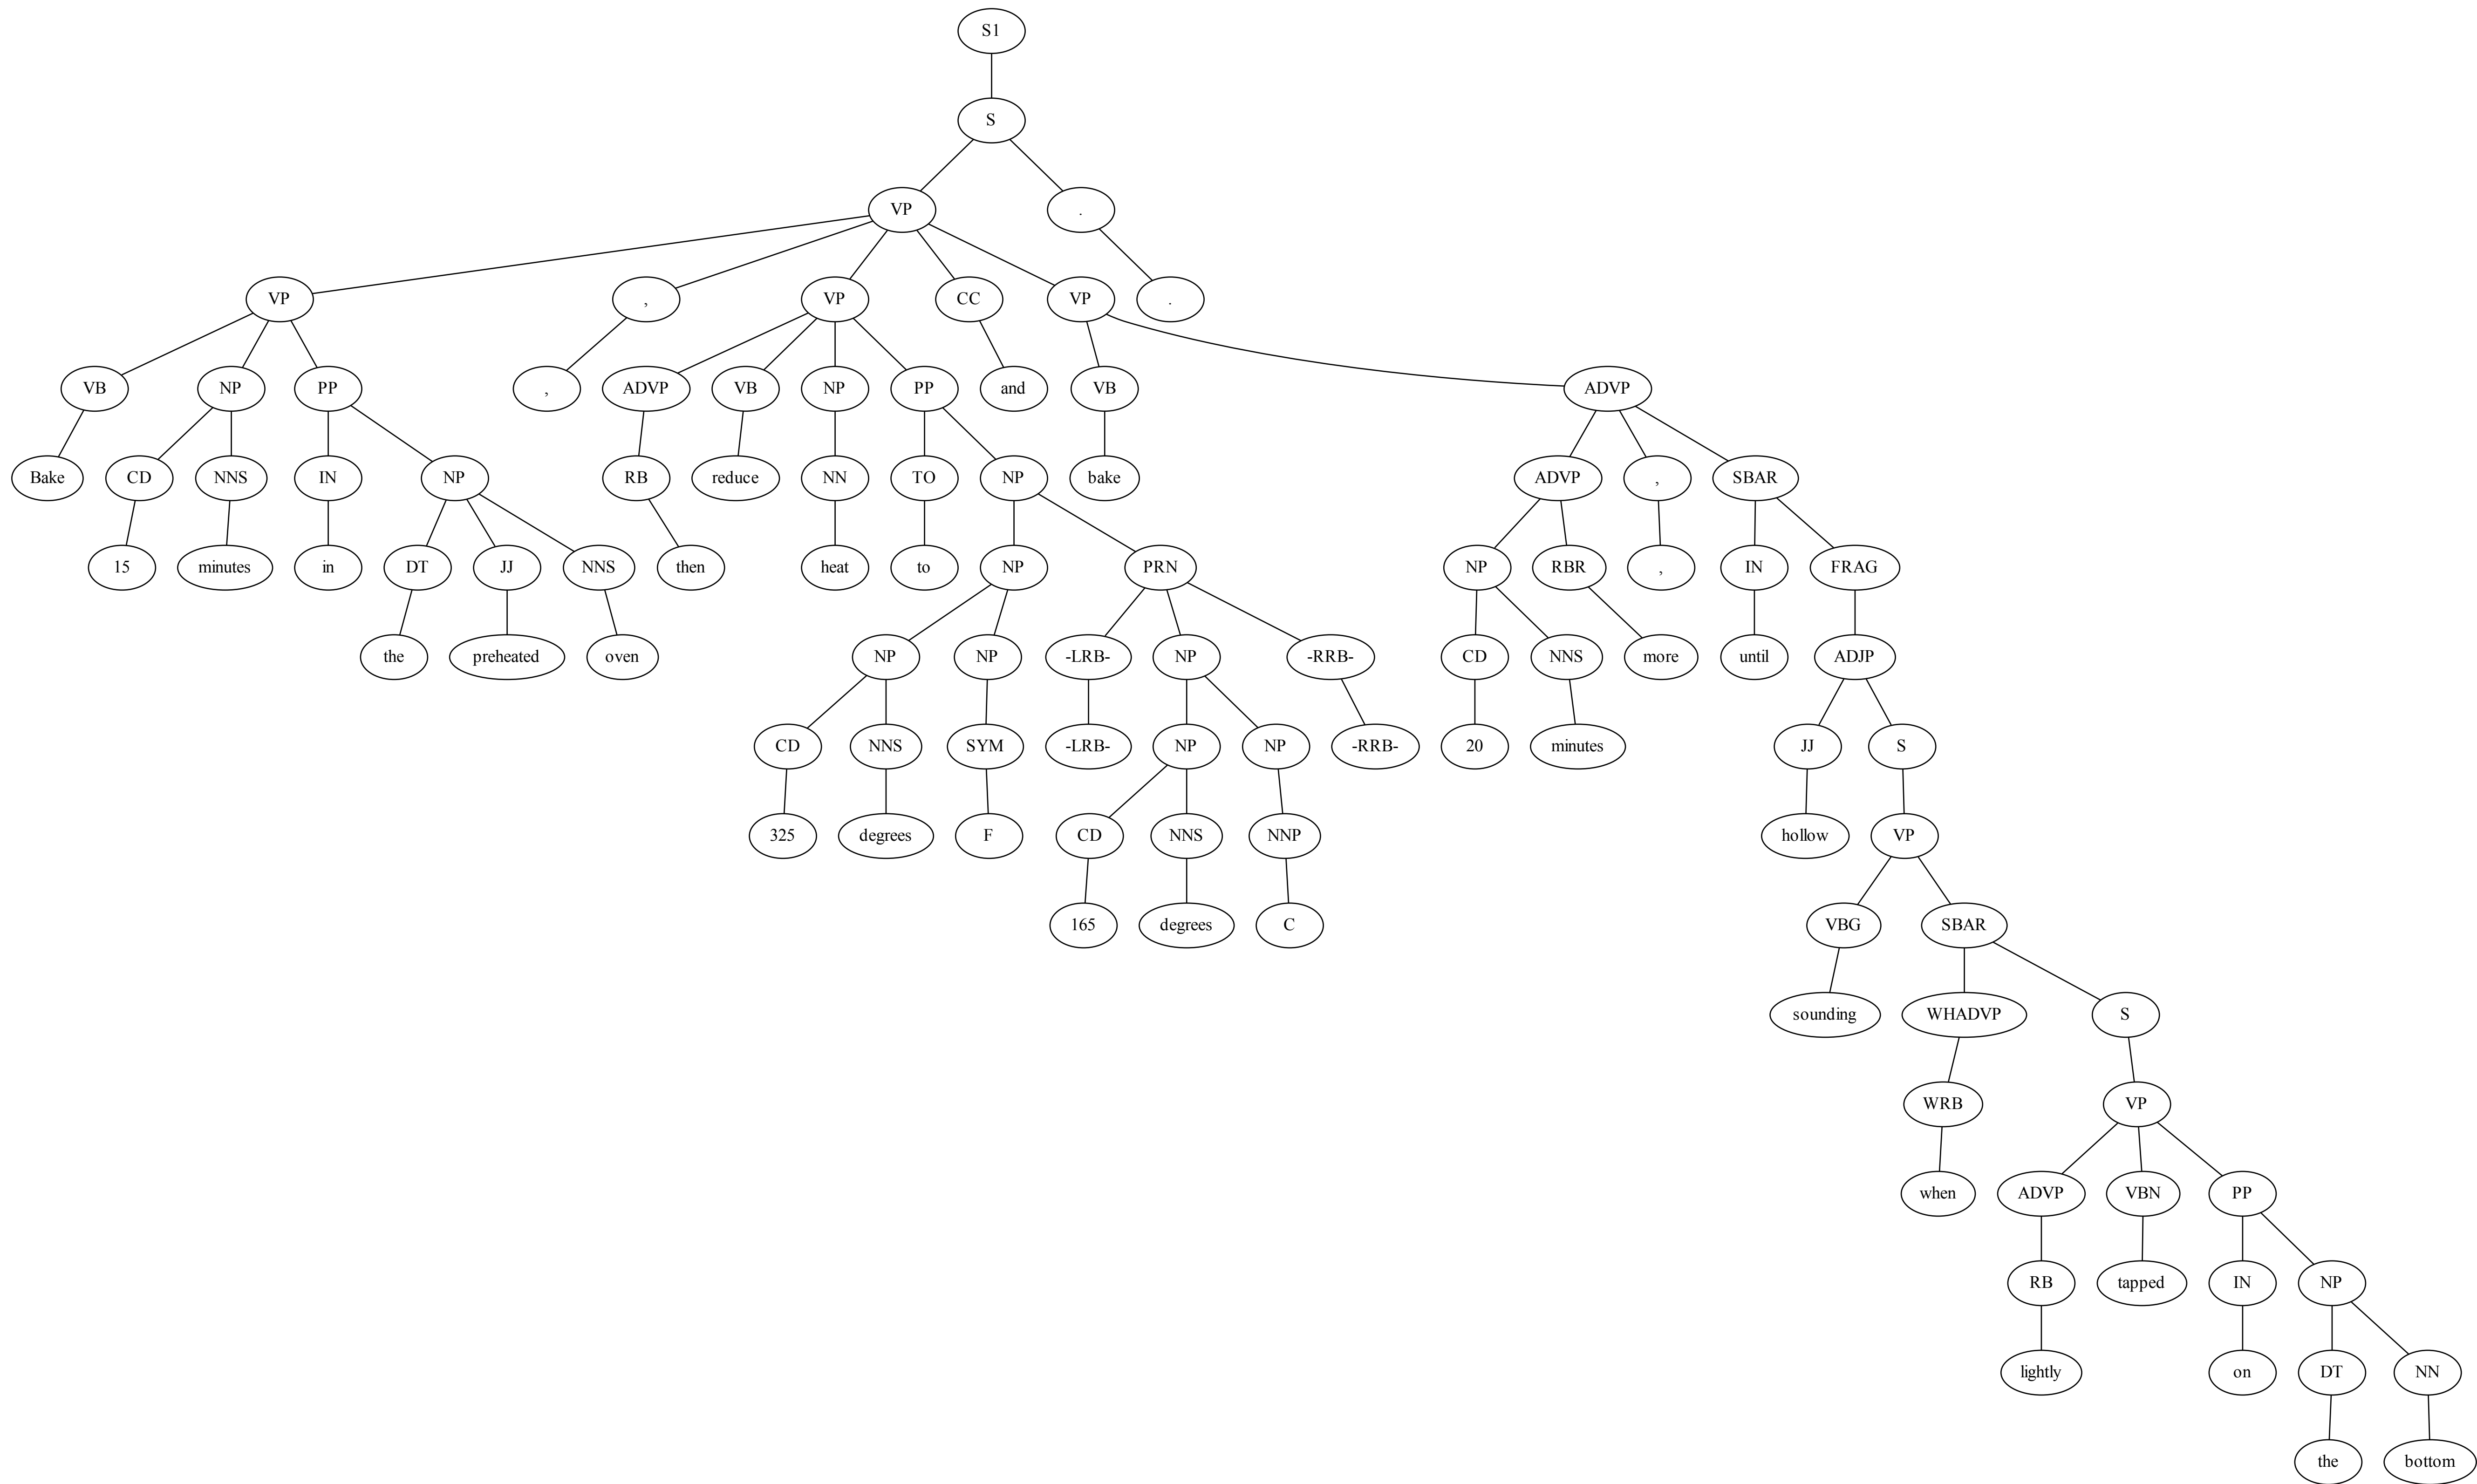 S1
S
VP .
VP , VP CC VP .
VB NP PP , ADVP VB NP PP and VB ADVP
Bake CD NNS IN NP RB reduce NN TO NP bake ADVP , SBAR
15 minutes in DT JJ NNS then heat to NP PRN NP RBR , IN FRAG
the preheated oven NP NP -LRB- NP -RRB- CD NNS more until ADJP
CD NNS SYM -LRB- NP NP -RRB- 20 minutes JJ S
325 degrees F CD NNS NNP hollow VP
165 degrees C VBG SBAR
sounding WHADVP S
WRB VP
when ADVP VBN PP
RB tapped IN NP
lightly on DT NN
the bottom